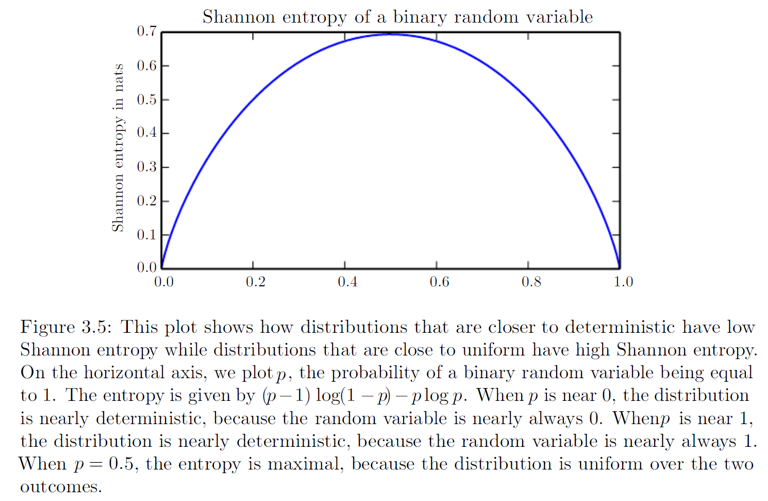 Shannon entropy of a binary random variable
Shannon entropy in nats
0.7
0.6
0.5
0.4
0.3
0.2
0.1
0.0
0.0 0.2 0.4 0.6 0.8 1.0
Figure 3.5: This plot shows how distributions that are closer to deterministic have low
Shannon entropy while distributions that are close to uniform have high Shannon entropy.
On the horizontal axis, we plot p, the probability of a binary random variable being equal
to 1. The entropy is given by (p−1) log(1 − p) − p log p. When p is near 0, the distribution
is nearly deterministic, because the random variable is nearly always 0. When p is near 1,
the distribution is nearly deterministic, because the random variable is nearly always 1.
When p = 0.5, the entropy is maximal, because the distribution is uniform over the two
outcomes.